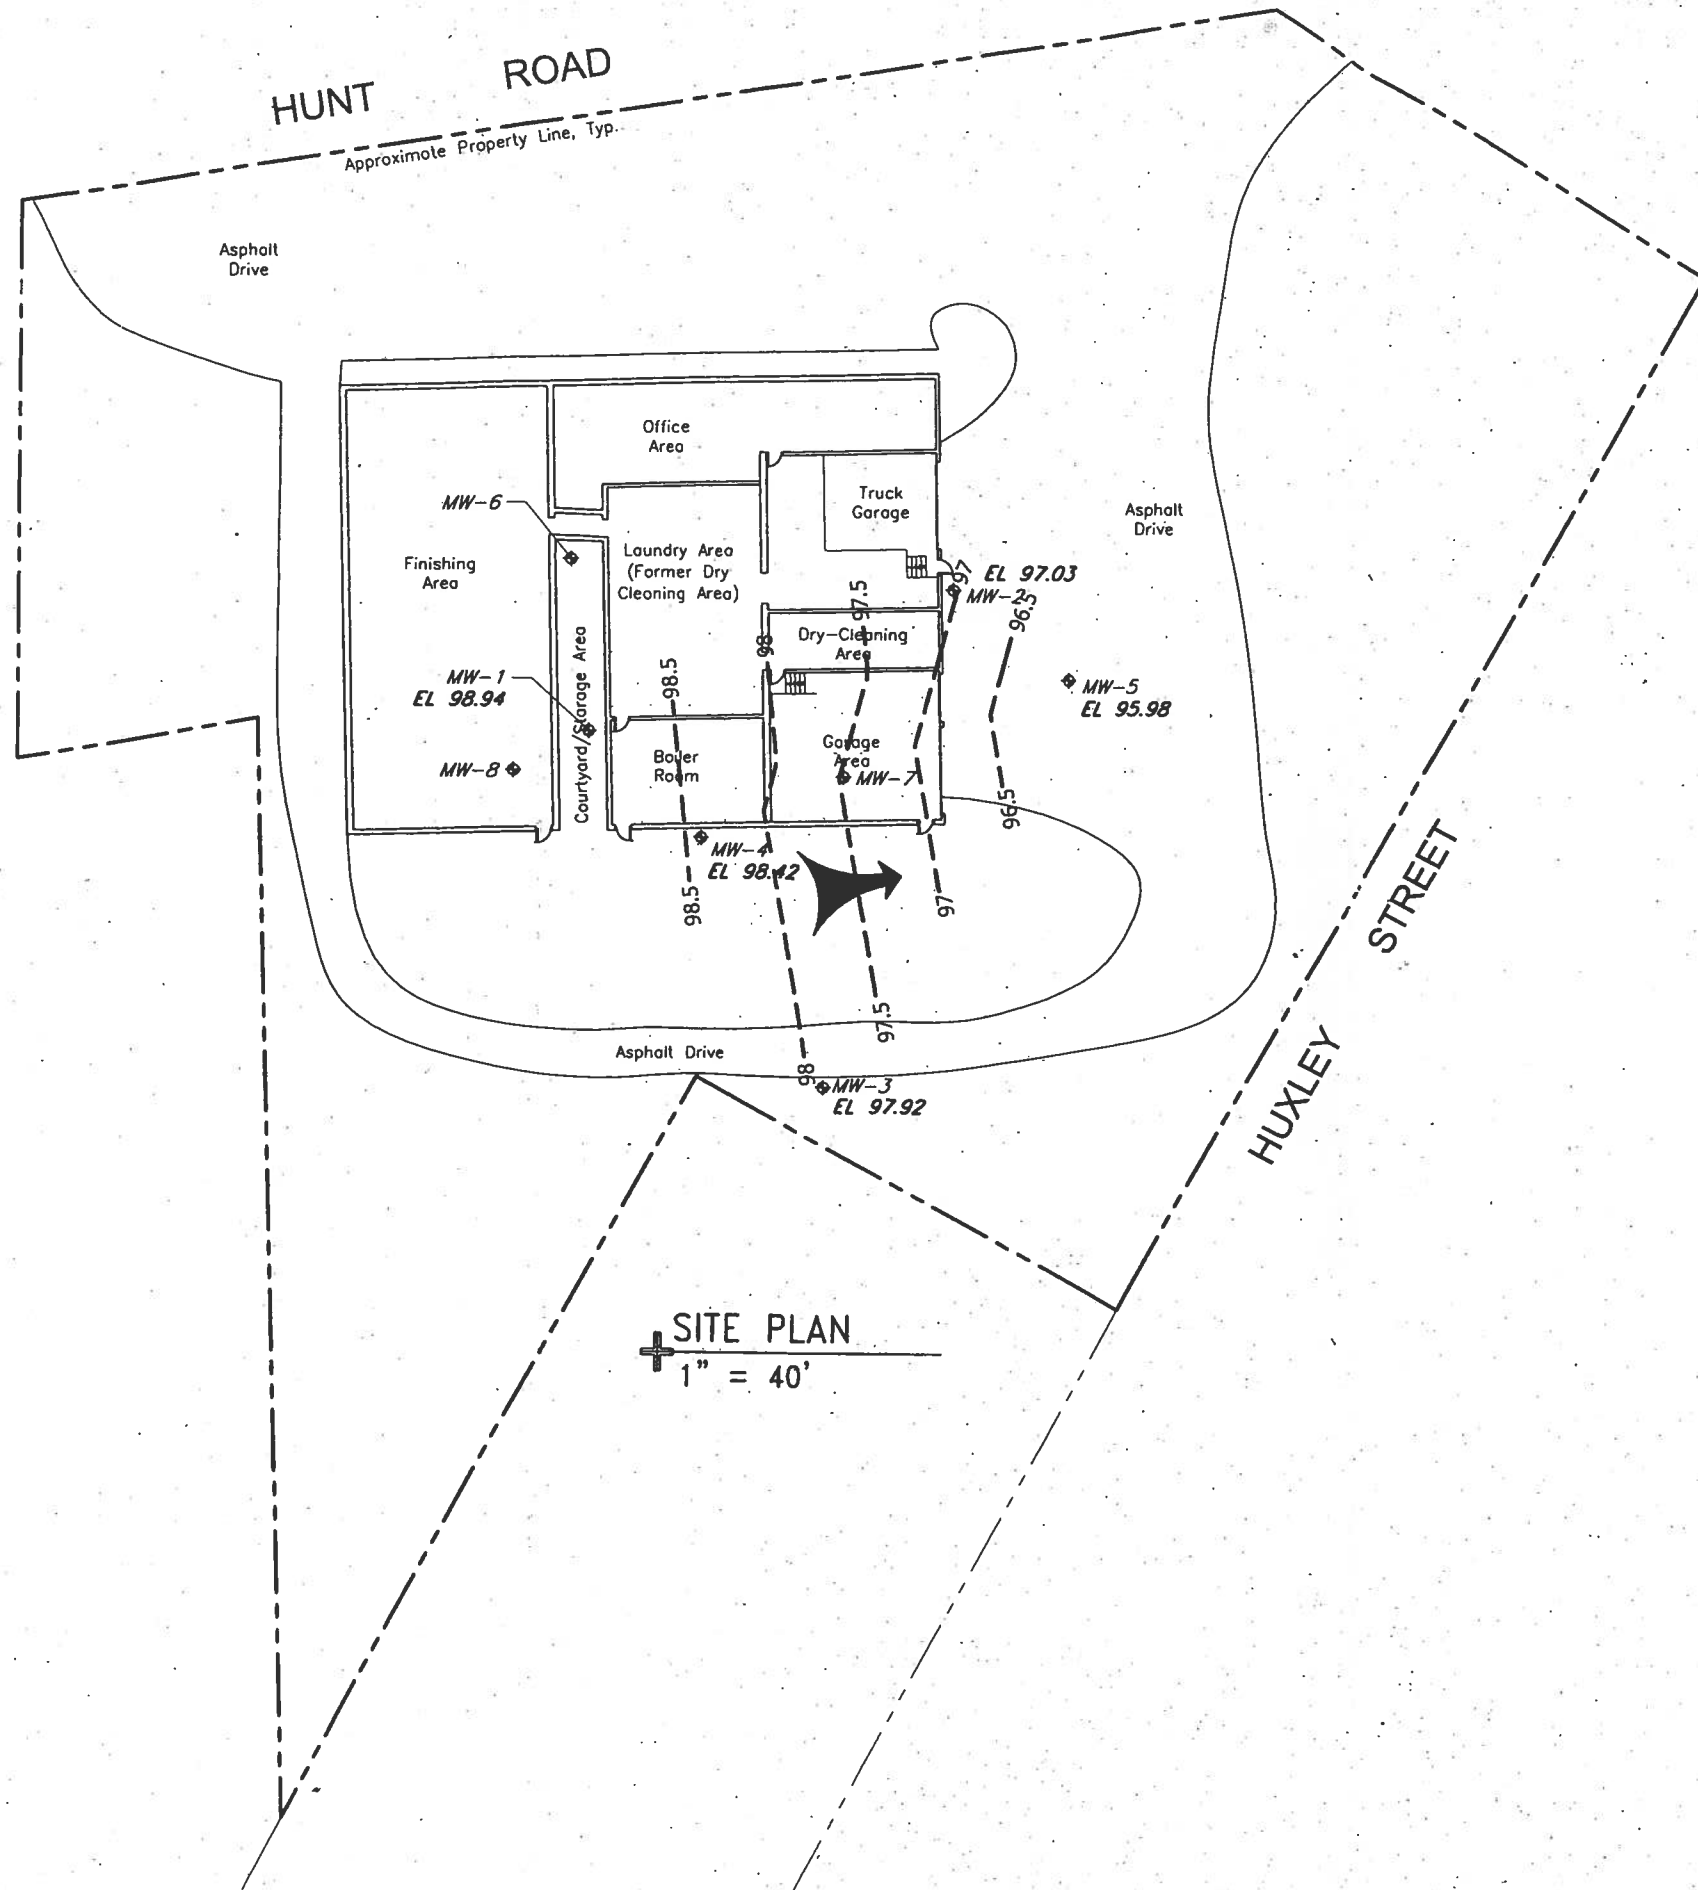 HUNT ROAD
Approximate Property Line, Typ.
Asphalt
Drive
Office
Area
Truck
Garage
MW-6
Asphalt
Drive
Laundry Area
(Former Dry
Cleaning Area)
Finishing
Area
97
EL 97.03
MW-2
97.5
96.5
Dry-Cleaning
Area
98
98.5
MW-1
EL 98.94
Courtyard/Storage Area
MW-5
EL 95.98
Garage
Area
Boiler
Room
MW-8
MW-7
96.5
MW-4
EL 98.42
98.5
97
97.5
Asphalt Drive
98
MW-3
EL 97.92
HUXLEY STREET
SITE PLAN
1" = 40'